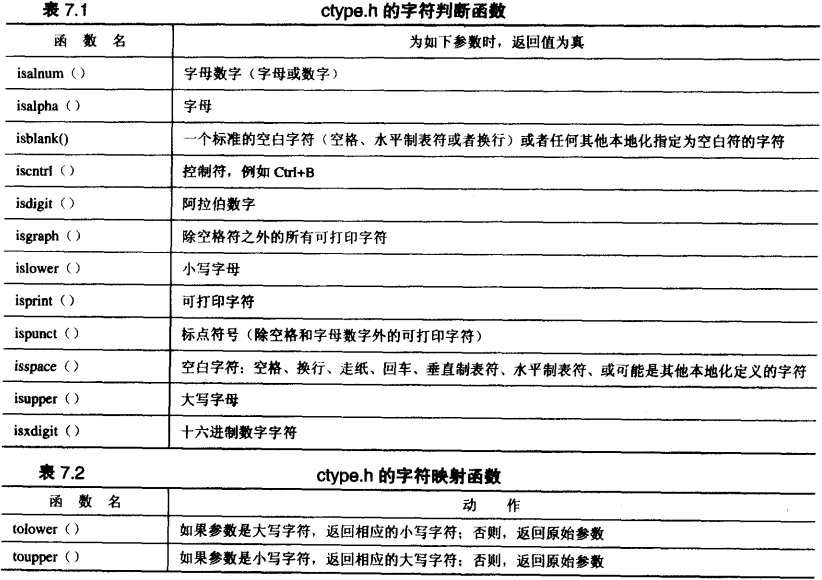 表 7.1 ctype.h 的字符判断函数
函 数 名 为如下参数时，返回值为真
isalnum（） 字母数字（字母或数字）
isalpha（） 字母
isblank() 一个标准的空白字符（空格、水平制表符或者换行）或者任何其他本地化指定为空白符的字符
iscntrl（） 控制符，例如 Ctrl+B
isdigit（） 阿拉伯数字
isgraph（） 除空格符之外的所有可打印字符
islower（） 小写字母
isprint（） 可打印字符
ispunct（） 标点符号（除空格和字母数字外的可打印字符）
isspace（） 空白字符：空格、换行、走纸、回车、垂直制表符、水平制表符、或可能是其他本地化定义的字符
isupper（） 大写字母
isxdigit（） 十六进制数字字符
表 7.2 ctype.h 的字符映射函数
函 数 名 动 作
tolower（） 如果参数是大写字符，返回相应的小写字符；否则，返回原始参数
toupper（） 如果参数是小写字符，返回相应的大写字符；否则，返回原始参数